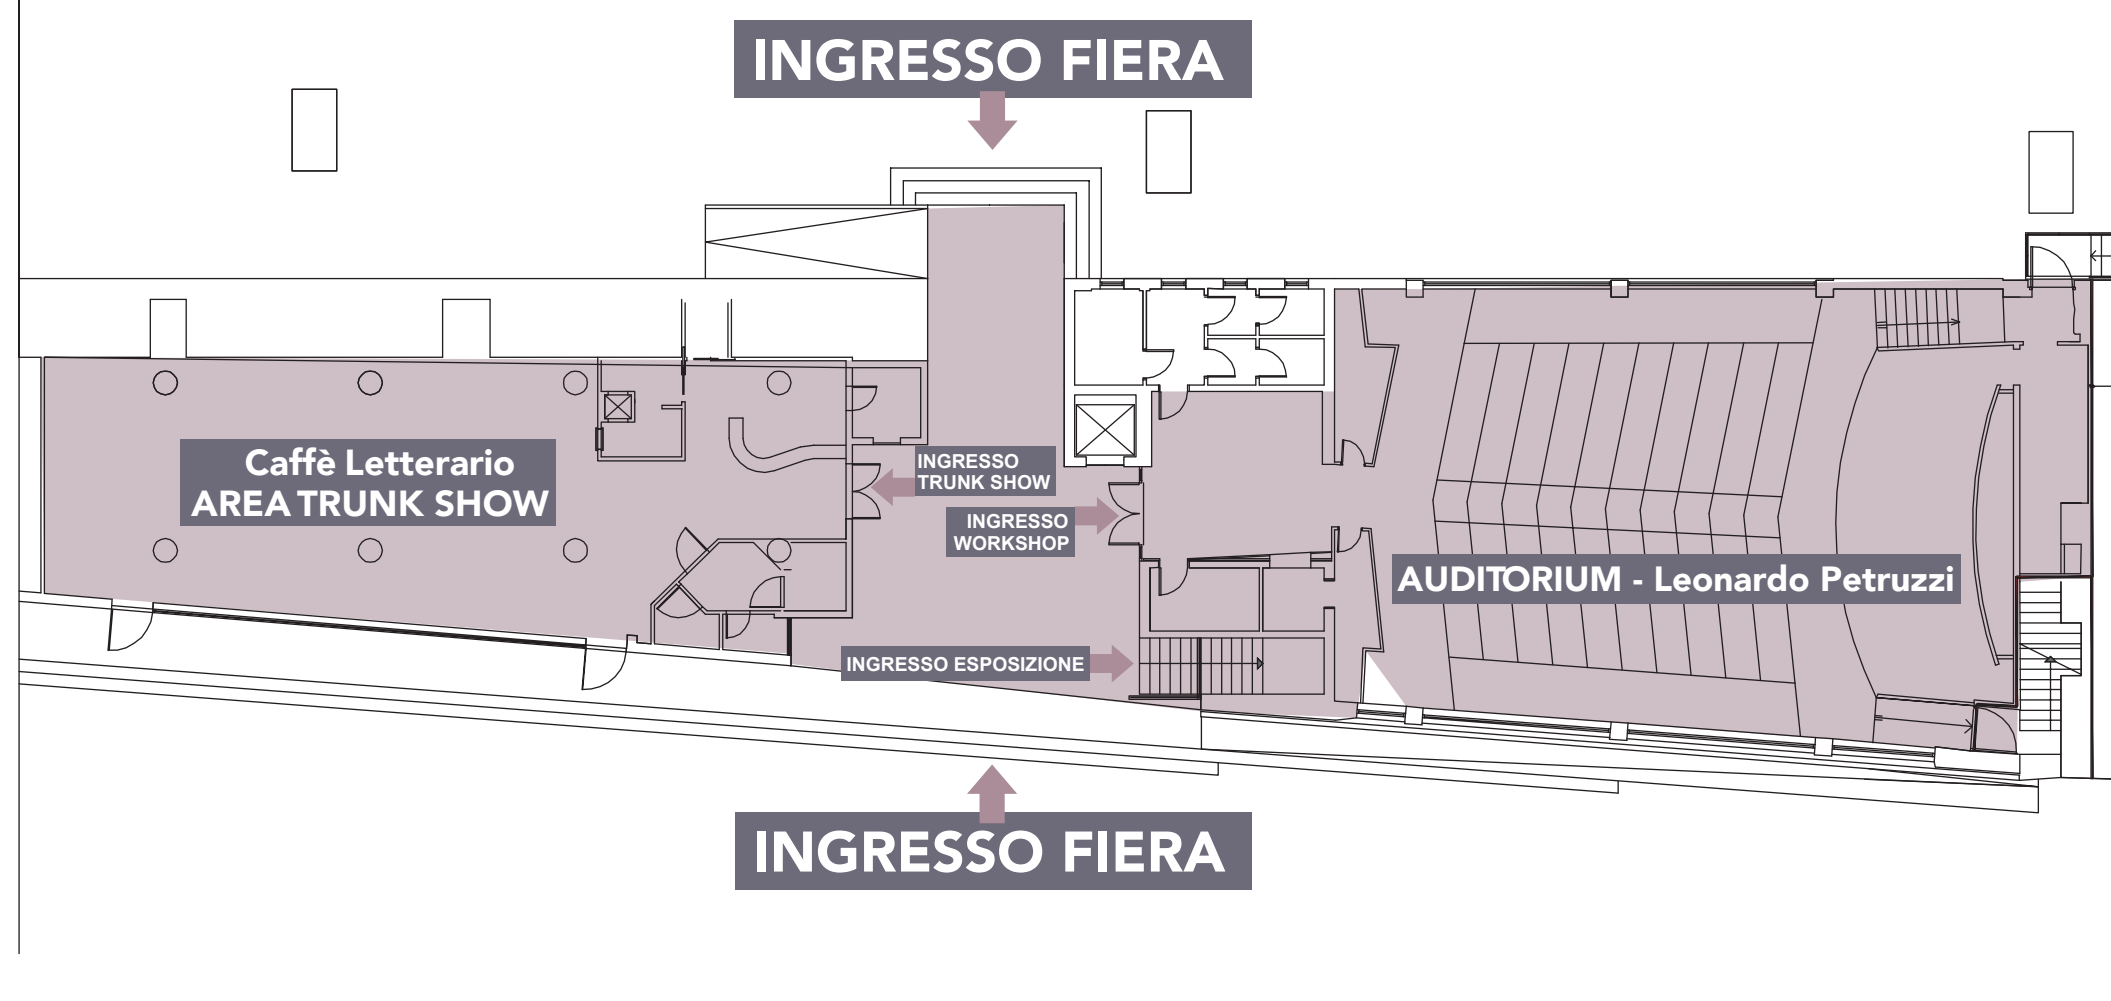 INGRESSO FIERA
Caffè Letterario
AREA TRUNK SHOW
INGRESSO
TRUNK SHOW
INGRESSO
WORKSHOP
AUDITORIUM - Leonardo Petruzzi
INGRESSO ESPOSIZIONE
INGRESSO FIERA